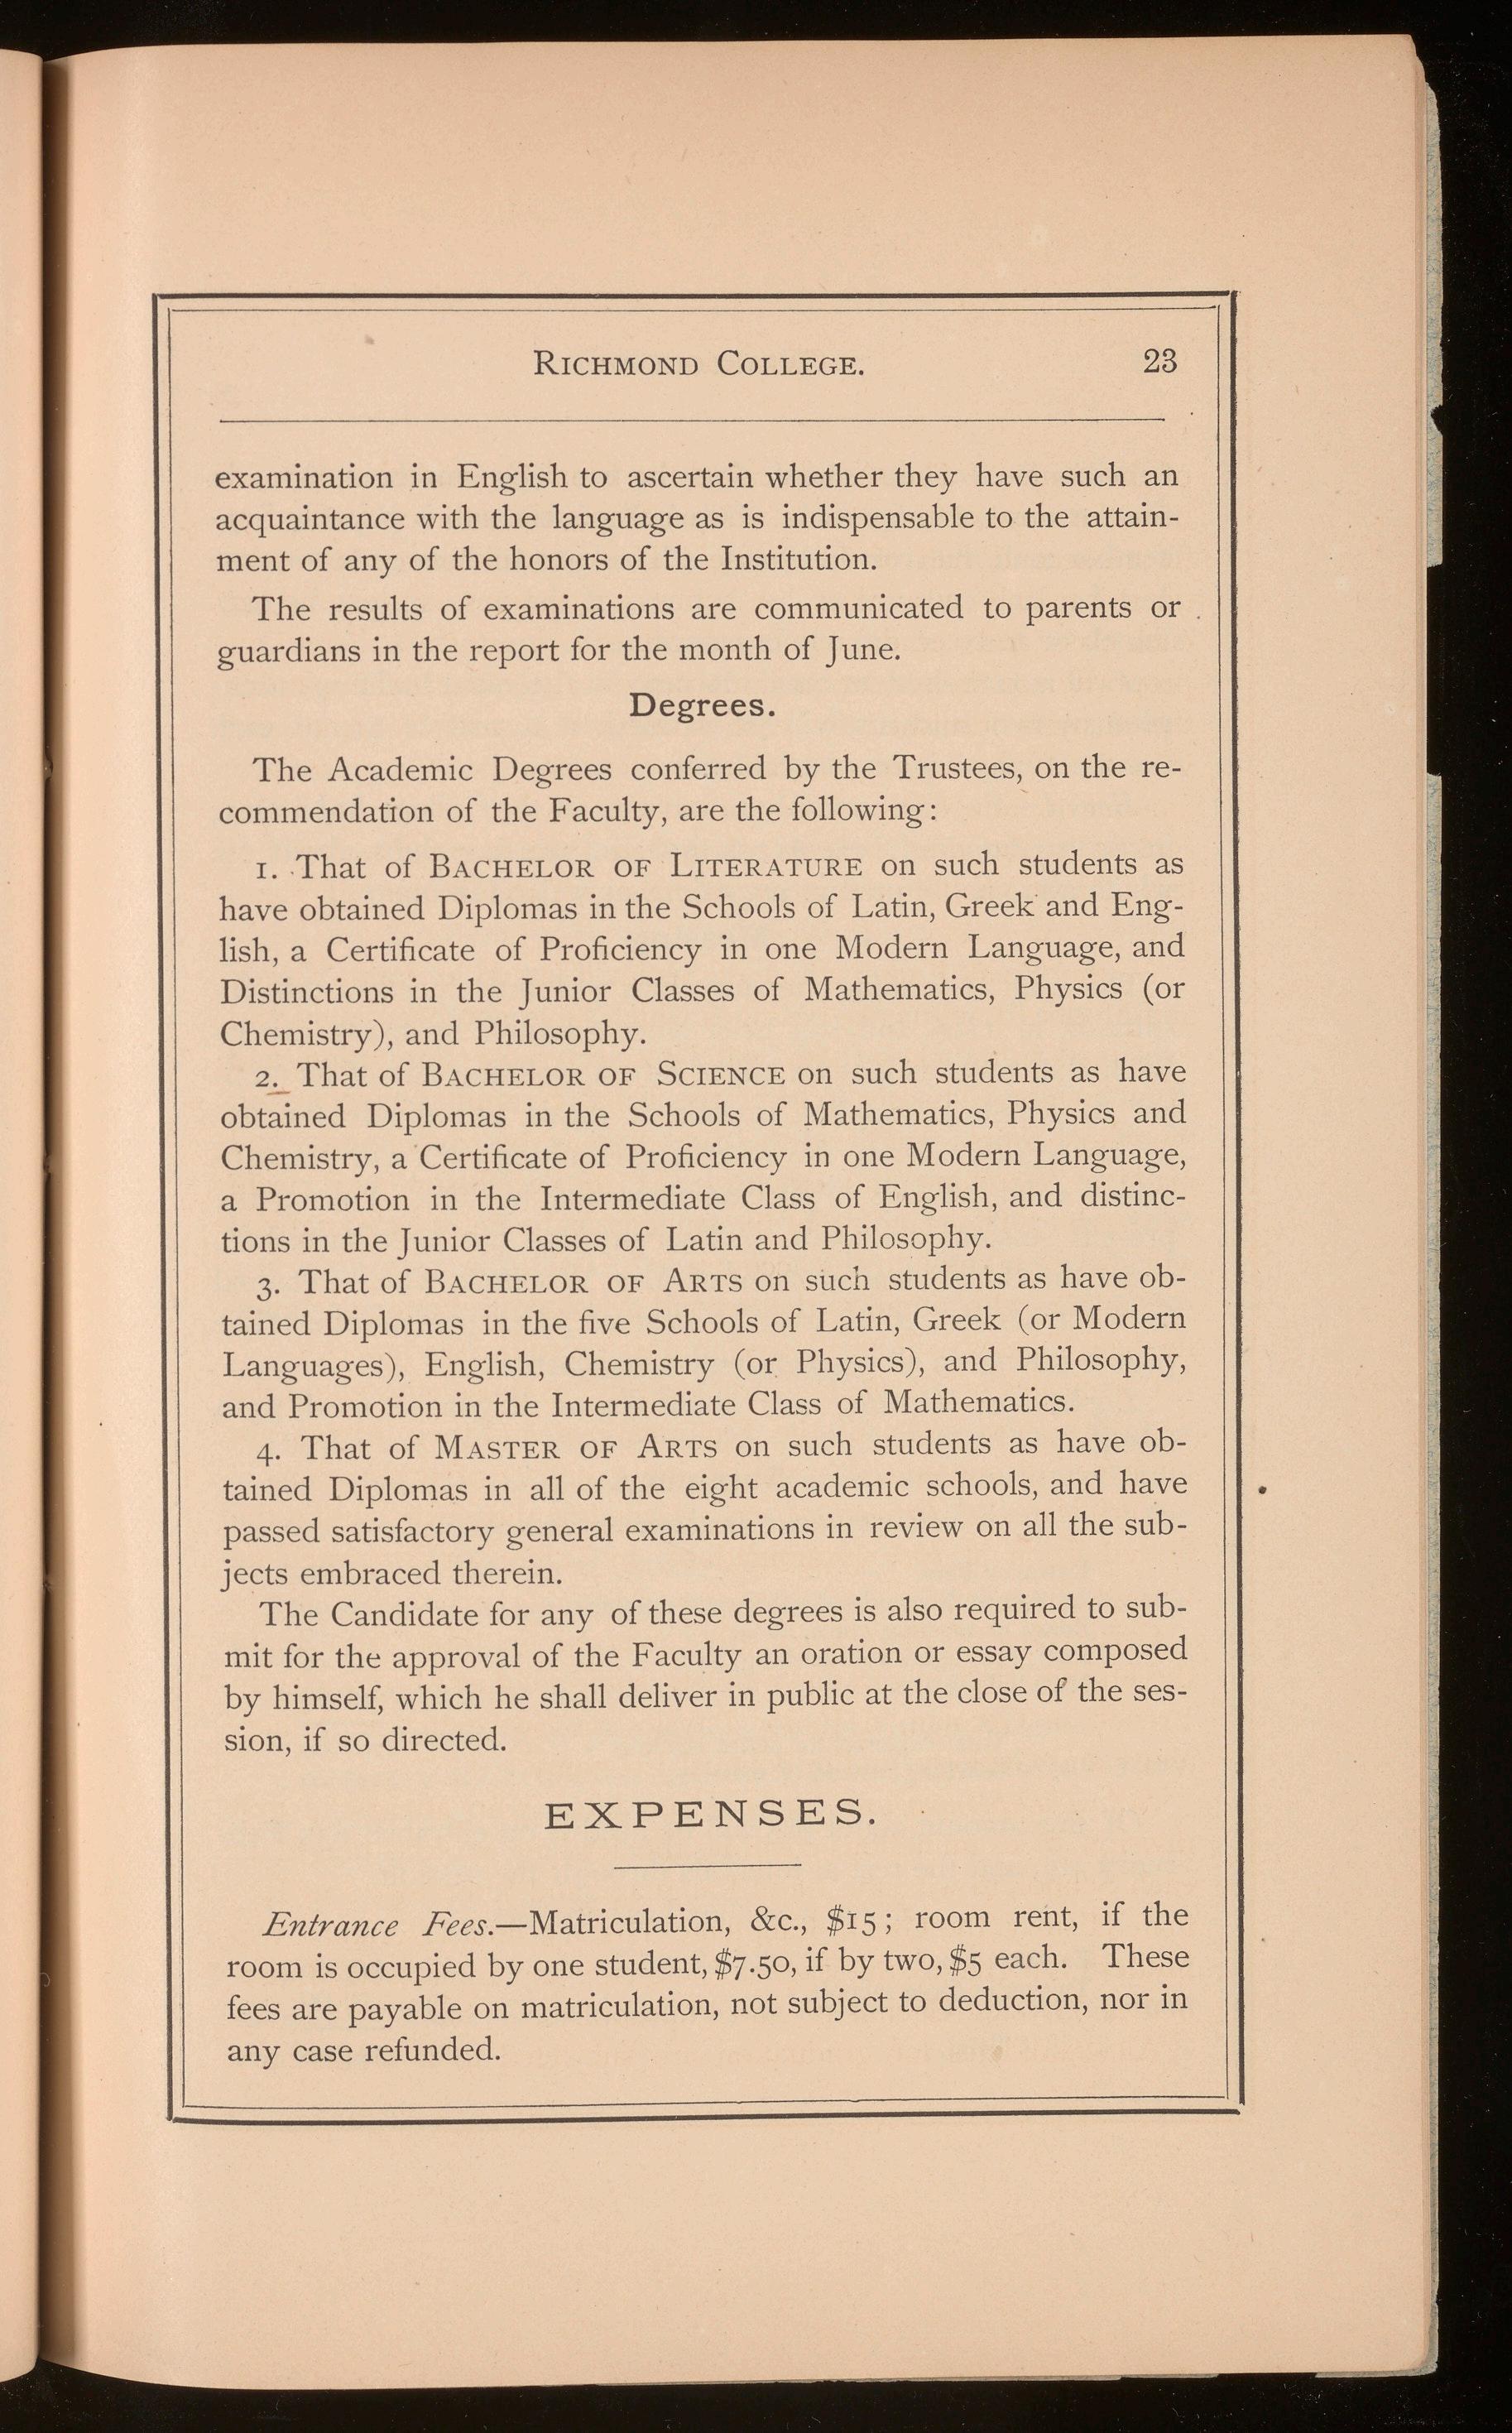 RICHMOND COLLEGE. 23
examination in English to ascertain whether they have such an
acquaintance with the language as is indispensable to the attain-
ment of any of the honors of the Institution.
The results of examinations are communicated to parents or
guardians in the report for the month of June.
Degrees.
The Academic Degrees conferred by the Trustees, on the re-
commendation of the Faculty, are the following:
1. That of BACHELOR OF LITERATURE on such students as
have obtained Diplomas in the Schools of Latin, Greek and Eng-
lish, a Certificate of Proficiency in one Modern Language, and
Distinctions in the Junior Classes of Mathematics, Physics (or
Chemistry), and Philosophy.
2. That of BACHELOR OF SCIENCE on such students as have
obtained Diplomas in the Schools of Mathematics, Physics and
Chemistry, a Certificate of Proficiency in one Modern Language,
a Promotion in the Intermediate Class of English, and distinc-
tions in the Junior Classes of Latin and Philosophy.
3. That of BACHELOR OF ARTS on such students as have ob-
tained Diplomas in the five Schools of Latin, Greek (or Modern
Languages), English, Chemistry (or Physics), and Philosophy,
and Promotion in the Intermediate Class of Mathematics.
4. That of MASTER OF ARTS on such students as have ob-
tained Diplomas in all of the eight academic schools, and have
passed satisfactory general examinations in review on all the sub-
jects embraced therein.
The Candidate for any of these degrees is also required to sub-
mit for the approval of the Faculty an oration or essay composed
by himself, which he shall deliver in public at the close of the ses-
sion, if so directed.
EXPENSES.
Entrance Fees.—Matriculation, &c., $15; room rent, if the
room is occupied by one student, $7.50, if by two, $5 each. These
fees are payable on matriculation, not subject to deduction, nor in
any case refunded.